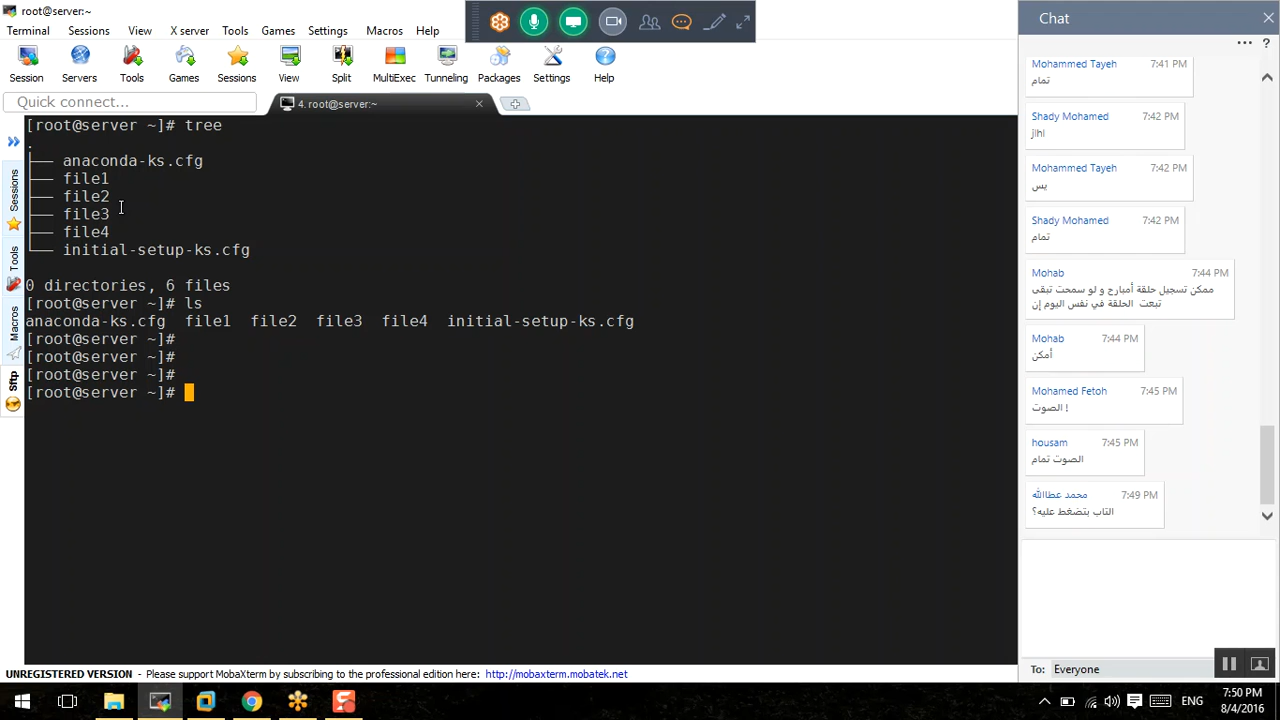 root@server:~
Terminal Sessions View X server Tools Games Settings Macros Help
Session Servers Tools Games Sessions View Split MultiExec Tunneling Packages Settings Help
Quick connect...
4. root@server:~
[root@server ~]# tree
.
├── anaconda-ks.cfg
├── file1
├── file2
├── file3
├── file4
└── initial-setup-ks.cfg
0 directories, 6 files
[root@server ~]# ls
anaconda-ks.cfg file1 file2 file3 file4 initial-setup-ks.cfg
[root@server ~]#
[root@server ~]#
[root@server ~]#
[root@server ~]#
Sessions
Tools
Macros
Sftp
UNREGISTERED VERSION - Please support MobaXterm by subscribing to the professional edition here: http://mobaxterm.mobatek.net
Chat
Mohammed Tayeh 7:41 PM
تمام
Shady Mohamed 7:42 PM
jihl
Mohammed Tayeh 7:42 PM
يس
Shady Mohamed 7:42 PM
تمام
Mohab 7:44 PM
ممكن تسجيل حلقة أمبارح و لو سمحت تبقى
تبعت الحلقة في نفس اليوم إن
Mohab 7:44 PM
أمكن
Mohamed Fetoh 7:45 PM
الصوت !
housam 7:45 PM
الصوت تمام
محمد عطاالله 7:49 PM
التاب بتضغط عليه؟
To: Everyone
ENG
7:50 PM
8/4/2016